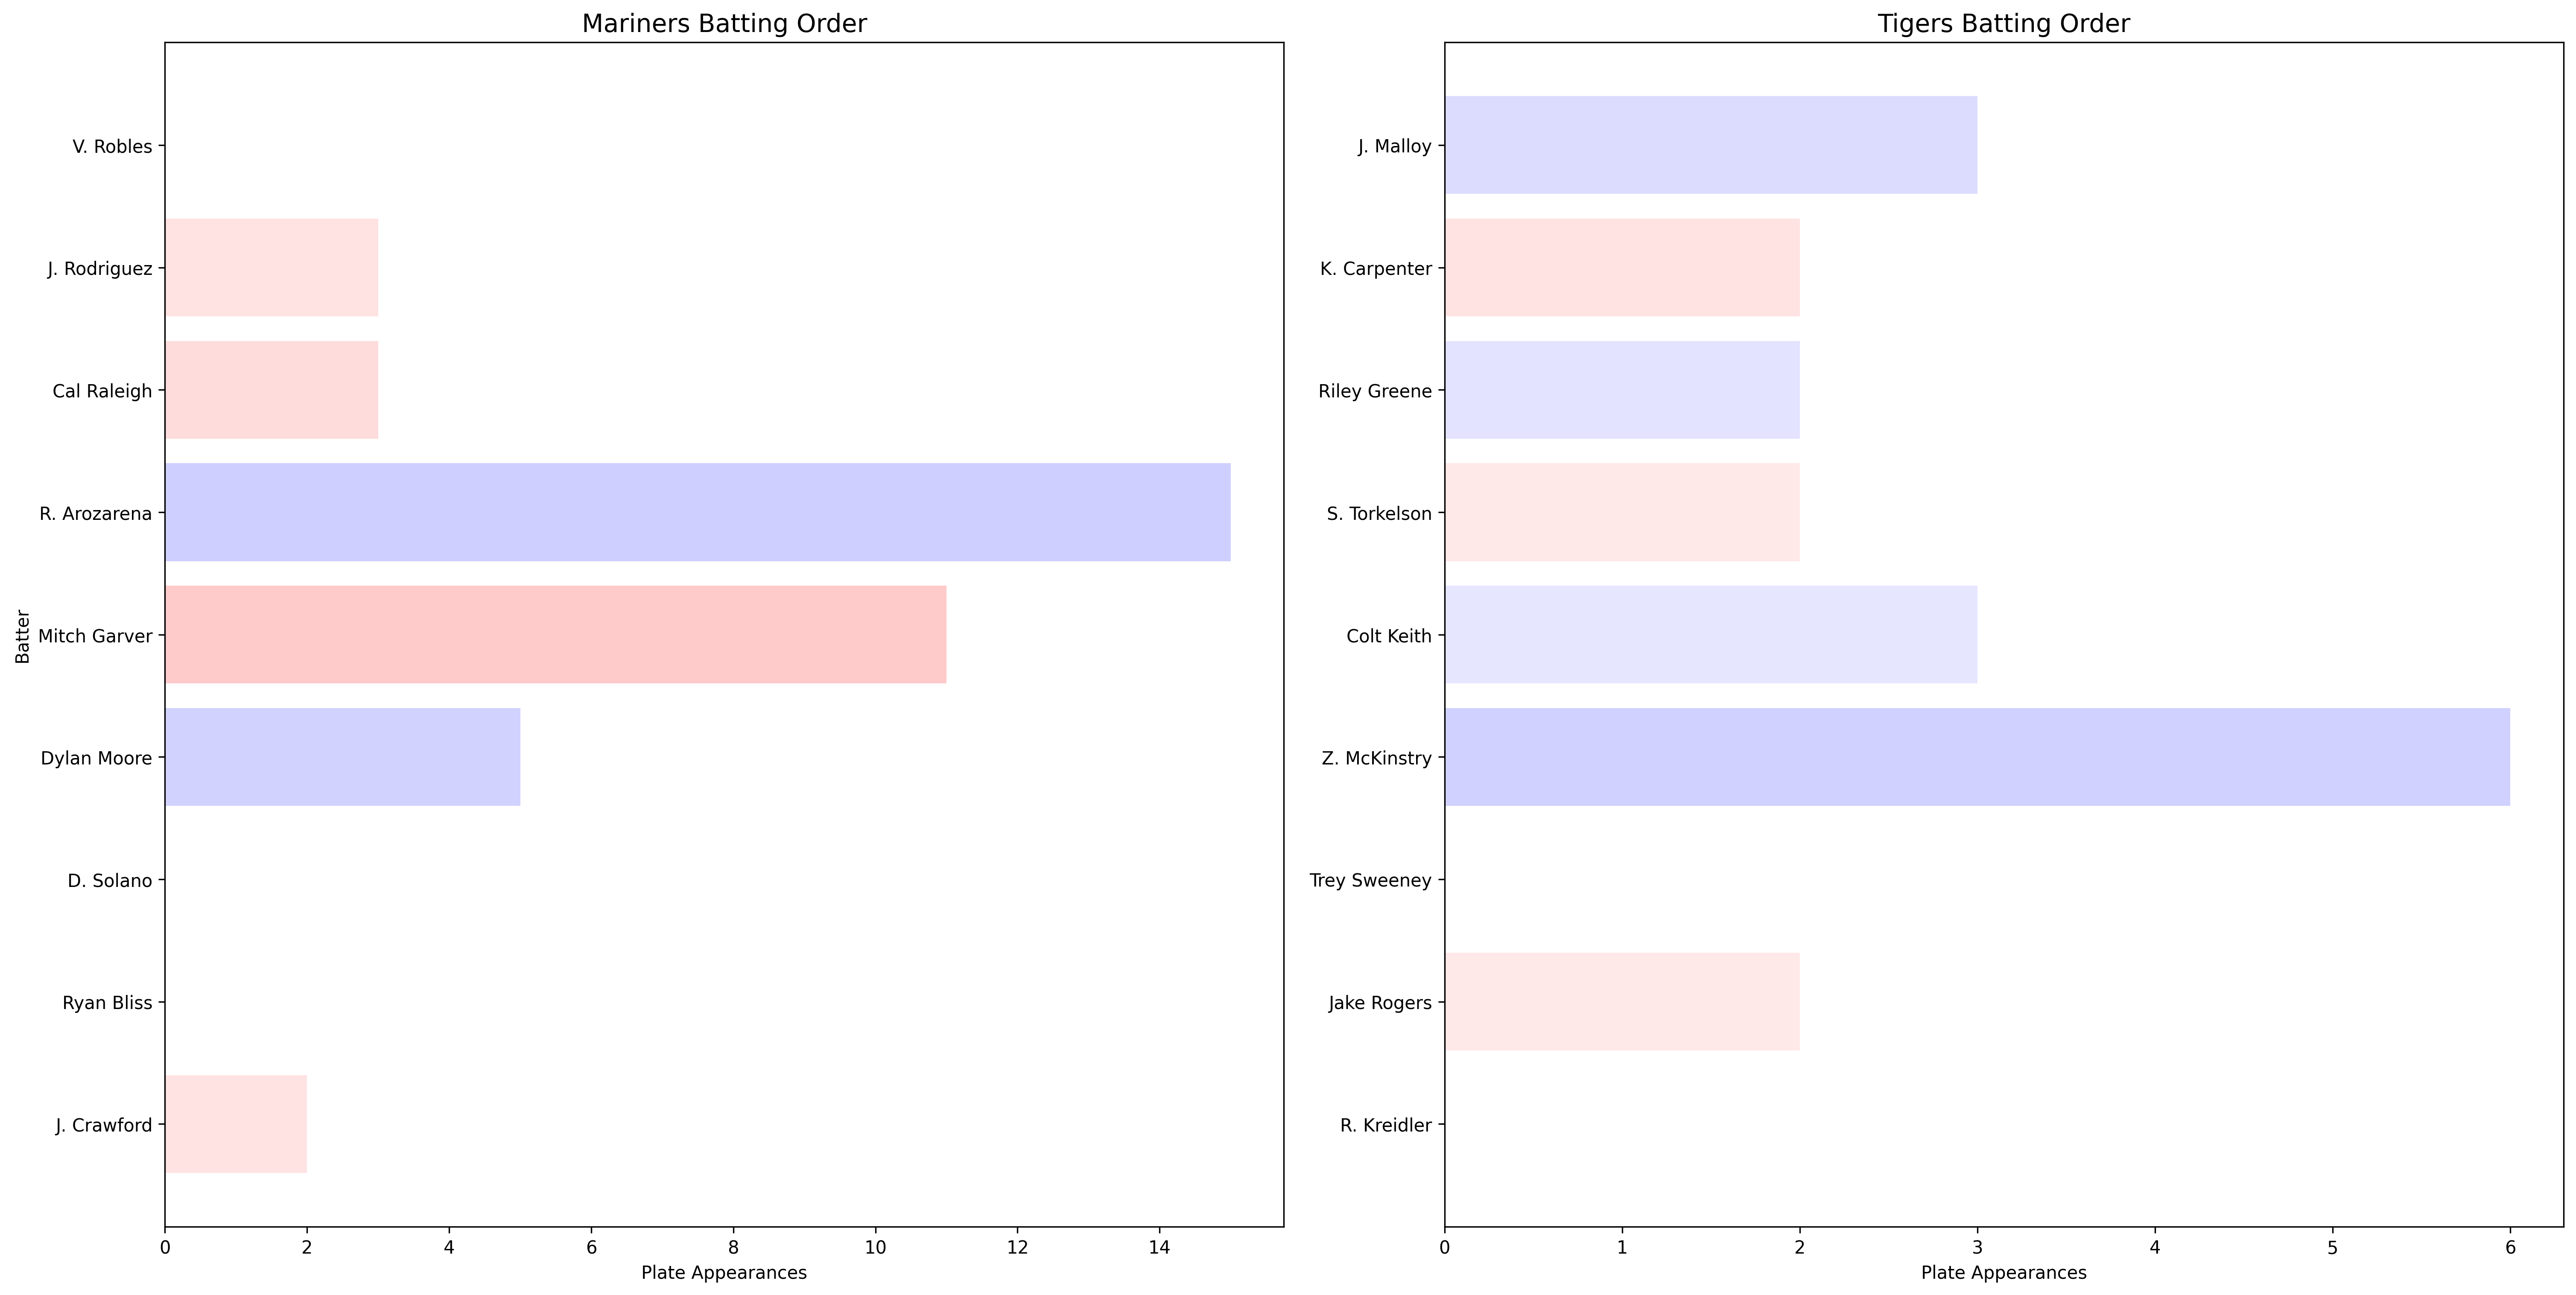 Mariners Batting Order
Batter
V. Robles
J. Rodriguez
Cal Raleigh
R. Arozarena
Mitch Garver
Dylan Moore
D. Solano
Ryan Bliss
J. Crawford
0 2 4 6 8 10 12 14
Plate Appearances
Tigers Batting Order
J. Malloy
K. Carpenter
Riley Greene
S. Torkelson
Colt Keith
Z. McKinstry
Trey Sweeney
Jake Rogers
R. Kreidler
0 1 2 3 4 5 6
Plate Appearances